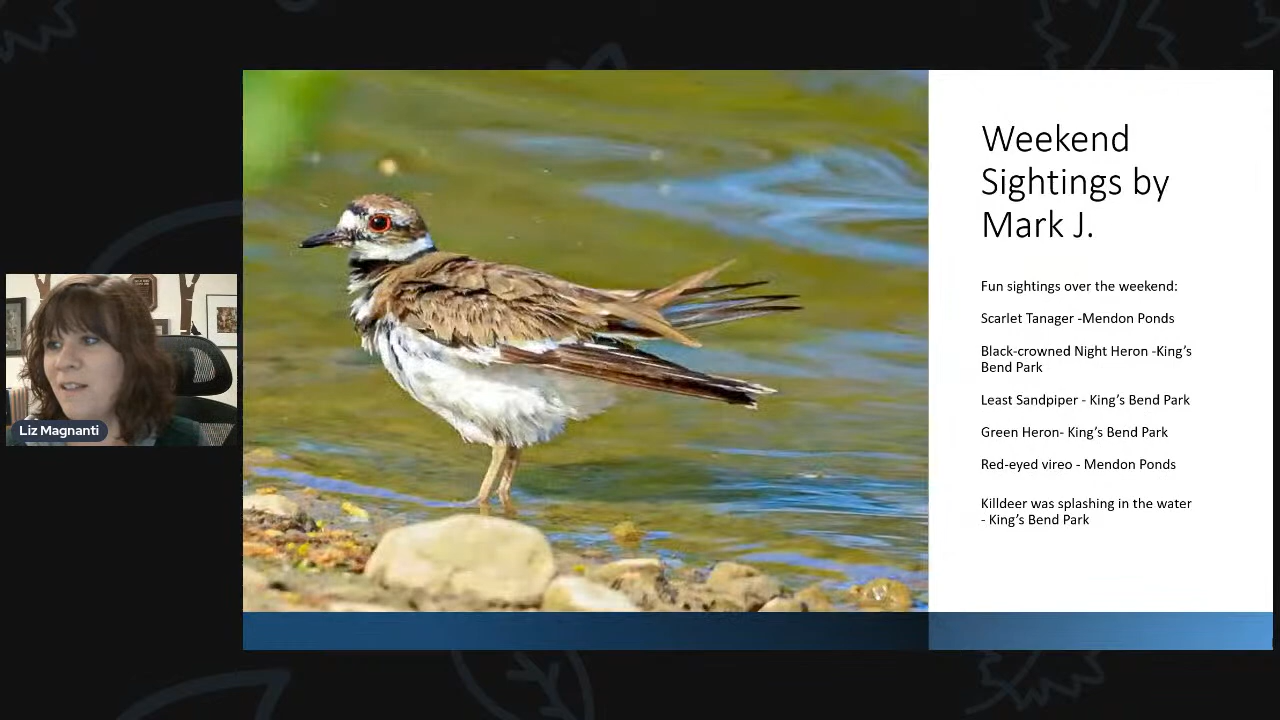 Weekend
Sightings by
Mark J.
Fun sightings over the weekend:
Scarlet Tanager -Mendon Ponds
Black-crowned Night Heron -King's
Bend Park
Least Sandpiper - King's Bend Park
Green Heron- King's Bend Park
Red-eyed vireo - Mendon Ponds
Killdeer was splashing in the water
- King's Bend Park
Liz Magnanti